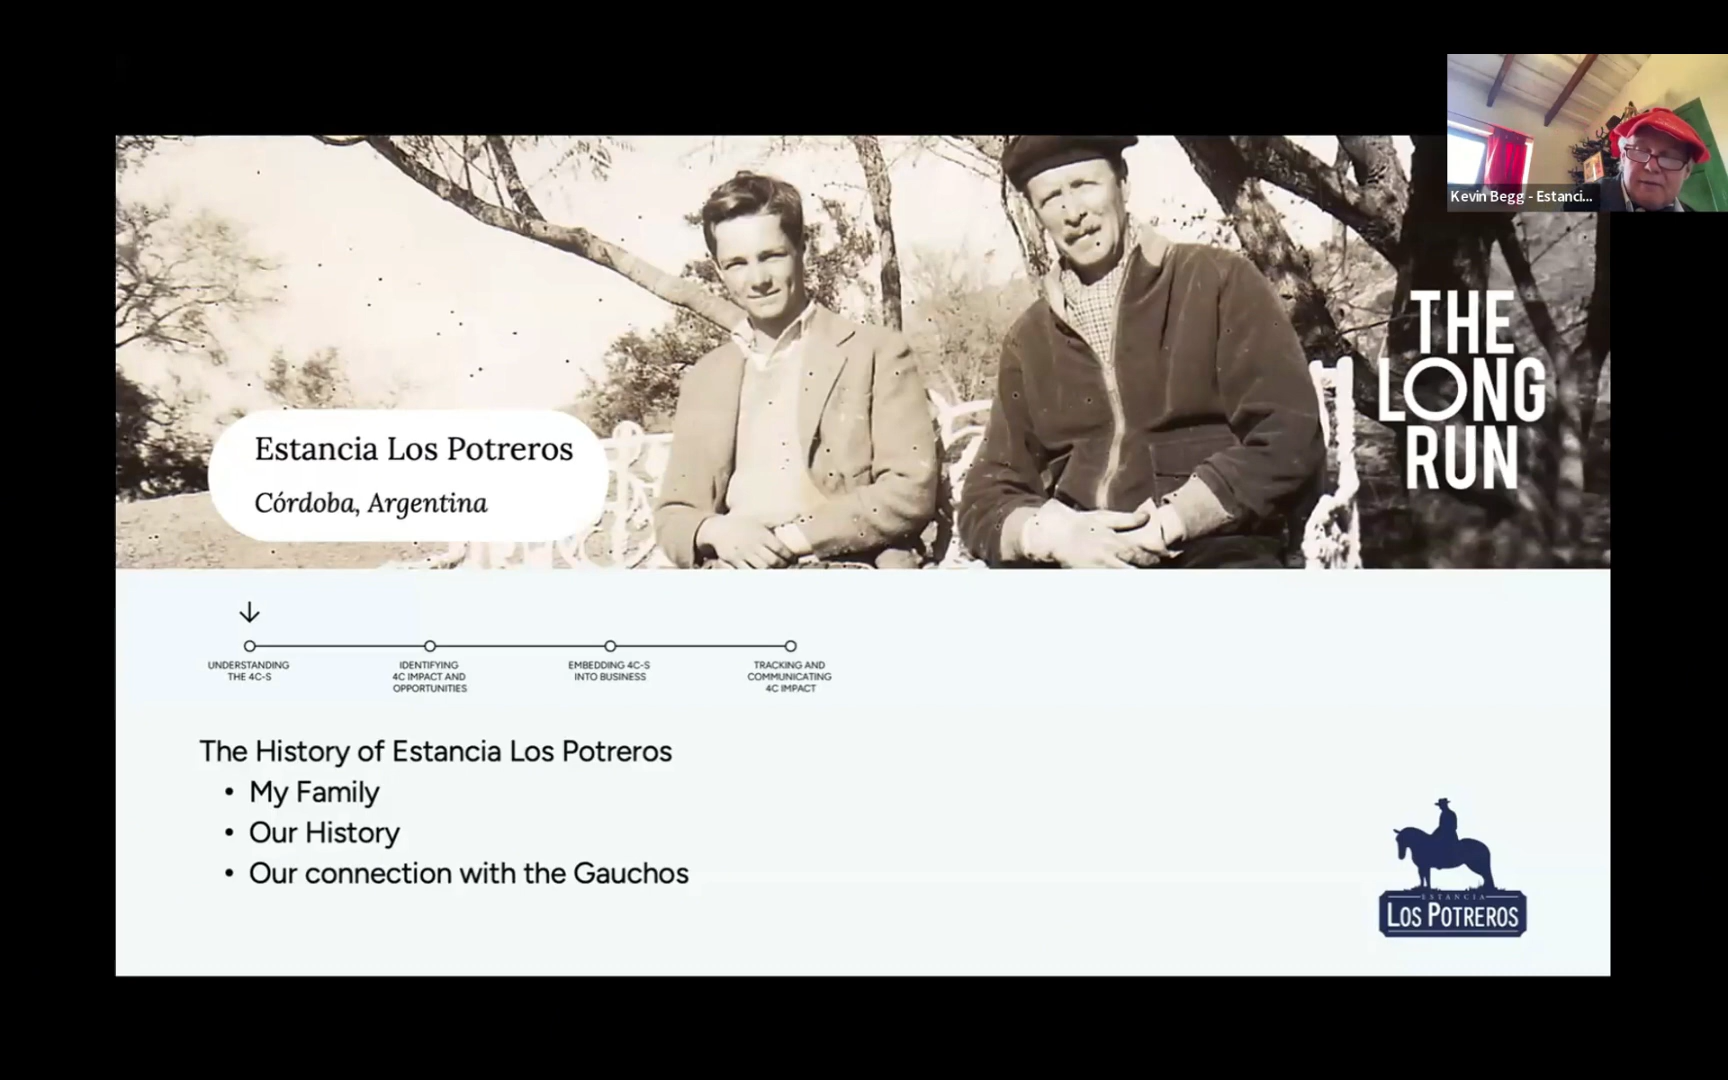 Kevin Begg - Estanci...
THE
LONG
RUN
Estancia Los Potreros
Córdoba, Argentina
UNDERSTANDING
THE 4C-S
IDENTIFYING
4C IMPACT AND
OPPORTUNITIES
EMBEDDING 4C-S
INTO BUSINESS
TRACKING AND
COMMUNICATING
4C IMPACT
The History of Estancia Los Potreros
• My Family
• Our History
• Our connection with the Gauchos
ESTANCIA
LOS POTREROS